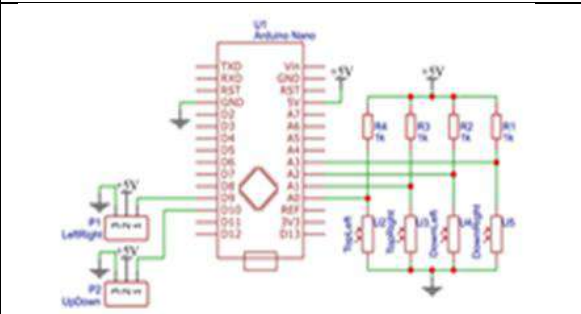 U1
Arduino Nano
TXD
RXD
RST
GND
D2
D3
D4
D5
D6
D7
D8
D9
D10
D11
D12
Vin
GND
RST
5V
A7
A6
A5
A4
A3
A2
A1
A0
REF
3V3
D13
+5V
+5V
R4
1k
R3
1k
R2
1k
R1
1k
TopLeft
U2
TopRight
U3
DownLeft
U4
DownRight
U5
+5V
P1
LeftRight
+5V
P2
UpDown